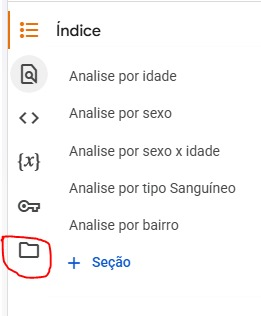 Índice
Analise por idade
Analise por sexo
Analise por sexo x idade
Analise por tipo Sanguíneo
Analise por bairro
+ Seção